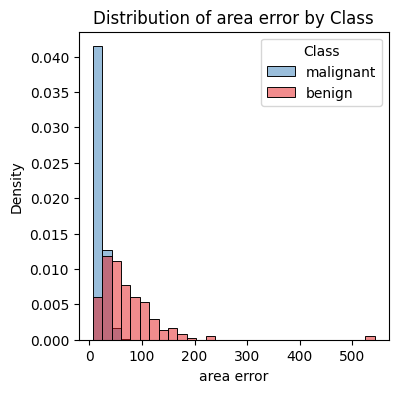 Distribution of area error by Class
Class
malignant
benign
0.040
0.035
0.030
0.025
0.020
0.015
0.010
0.005
0.000
Density
0 100 200 300 400 500
area error